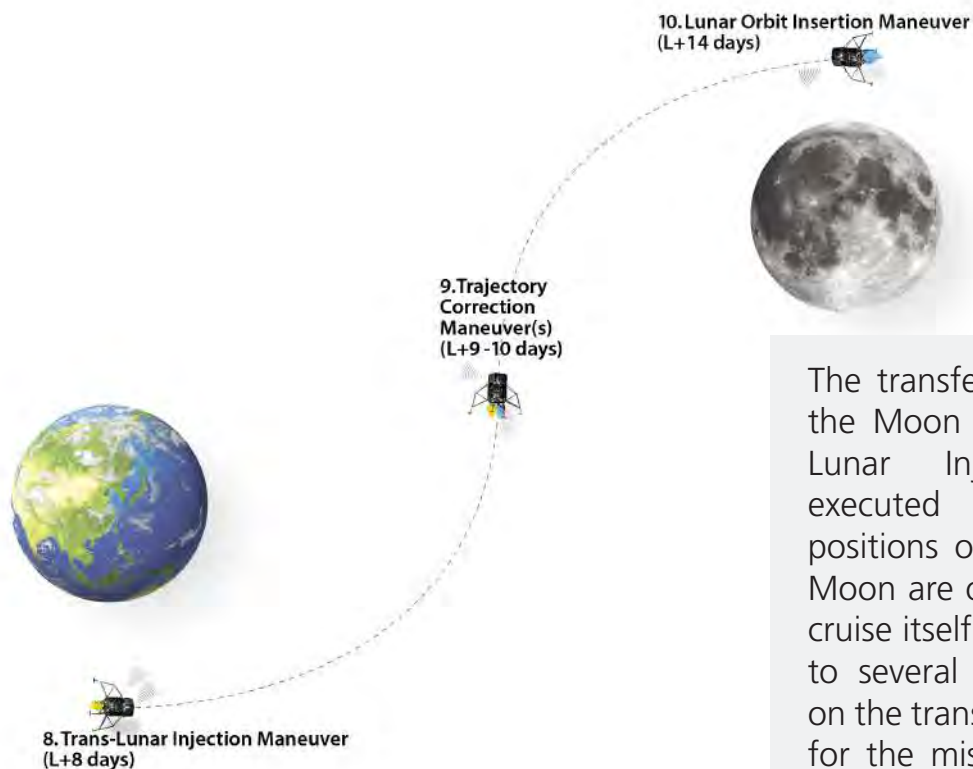 10. Lunar Orbit Insertion Maneuver
(L+14 days)
9. Trajectory
Correction
Maneuver(s)
(L+9 -10 days)
8. Trans-Lunar Injection Maneuver
(L+8 days)
The transfe
the Moon
Lunar Inj
executed
positions o
Moon are
cruise itself
to several
on the trans
for the mis